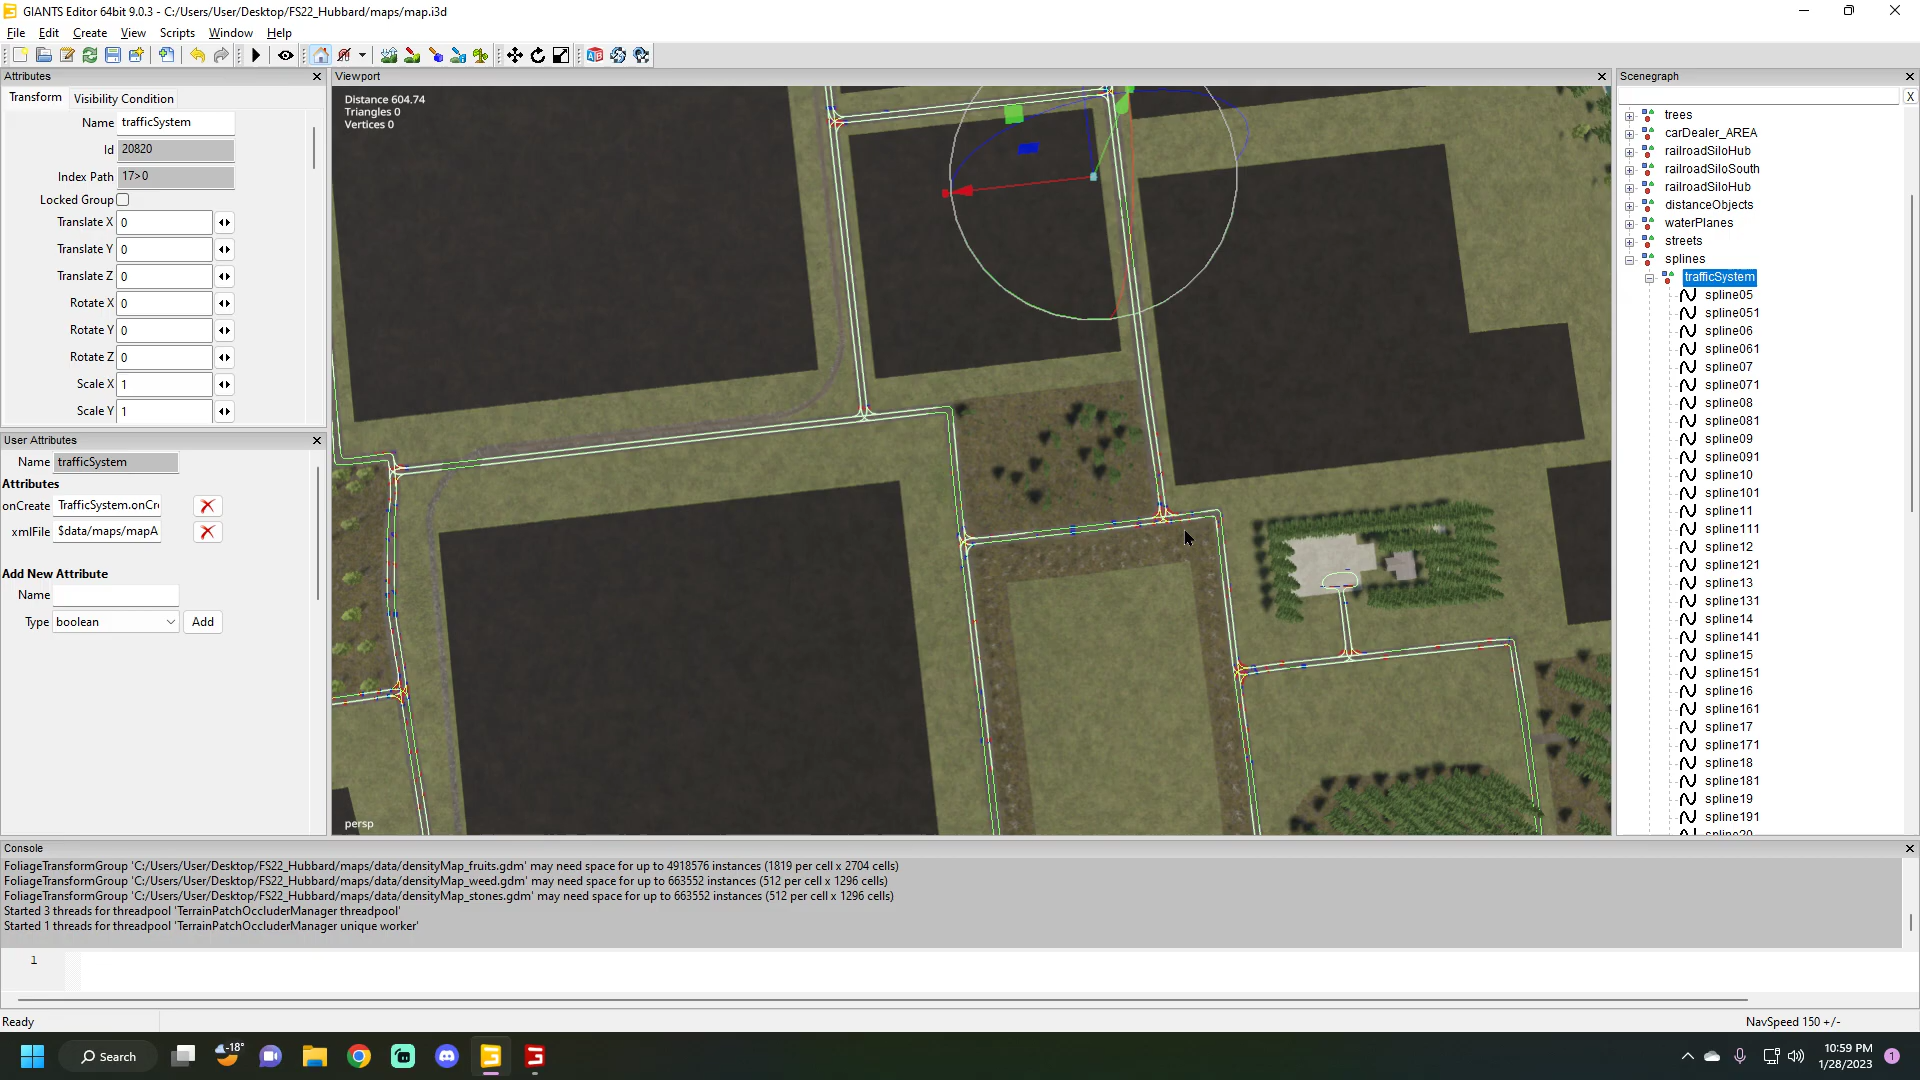 GIANTS Editor 64bit 9.0.3 - C:/Users/User/Desktop/FS22_Hubbard/maps/map.i3d
File Edit Create View Scripts Window Help
Attributes
Transform Visibility Condition
Name trafficSystem
Id 20820
Index Path 17>0
Locked Group
Translate X 0
Translate Y 0
Translate Z 0
Rotate X 0
Rotate Y 0
Rotate Z 0
Scale X 1
Scale Y 1
User Attributes
Name trafficSystem
Attributes
onCreate TrafficSystem.onCr
xmlFile $data/maps/mapA
Add New Attribute
Name
Type boolean Add
Viewport
Distance 604.74
Triangles 0
Vertices 0
persp
Scenegraph
X
trees
carDealer_AREA
railroadSiloHub
railroadSiloSouth
railroadSiloHub
distanceObjects
waterPlanes
streets
splines
trafficSystem
spline05
spline051
spline06
spline061
spline07
spline071
spline08
spline081
spline09
spline091
spline10
spline101
spline11
spline111
spline12
spline121
spline13
spline131
spline14
spline141
spline15
spline151
spline16
spline161
spline17
spline171
spline18
spline181
spline19
spline191
spline20
Console
FoliageTransformGroup 'C:/Users/User/Desktop/FS22_Hubbard/maps/data/densityMap_fruits.gdm' may need space for up to 4918576 instances (1819 per cell x 2704 cells)
FoliageTransformGroup 'C:/Users/User/Desktop/FS22_Hubbard/maps/data/densityMap_weed.gdm' may need space for up to 663552 instances (512 per cell x 1296 cells)
FoliageTransformGroup 'C:/Users/User/Desktop/FS22_Hubbard/maps/data/densityMap_stones.gdm' may need space for up to 663552 instances (512 per cell x 1296 cells)
Started 3 threads for threadpool 'TerrainPatchOccluderManager threadpool'
Started 1 threads for threadpool 'TerrainPatchOccluderManager unique worker'
1
Ready
NavSpeed 150 +/-
Search
-18°
10:59 PM
1/28/2023
1